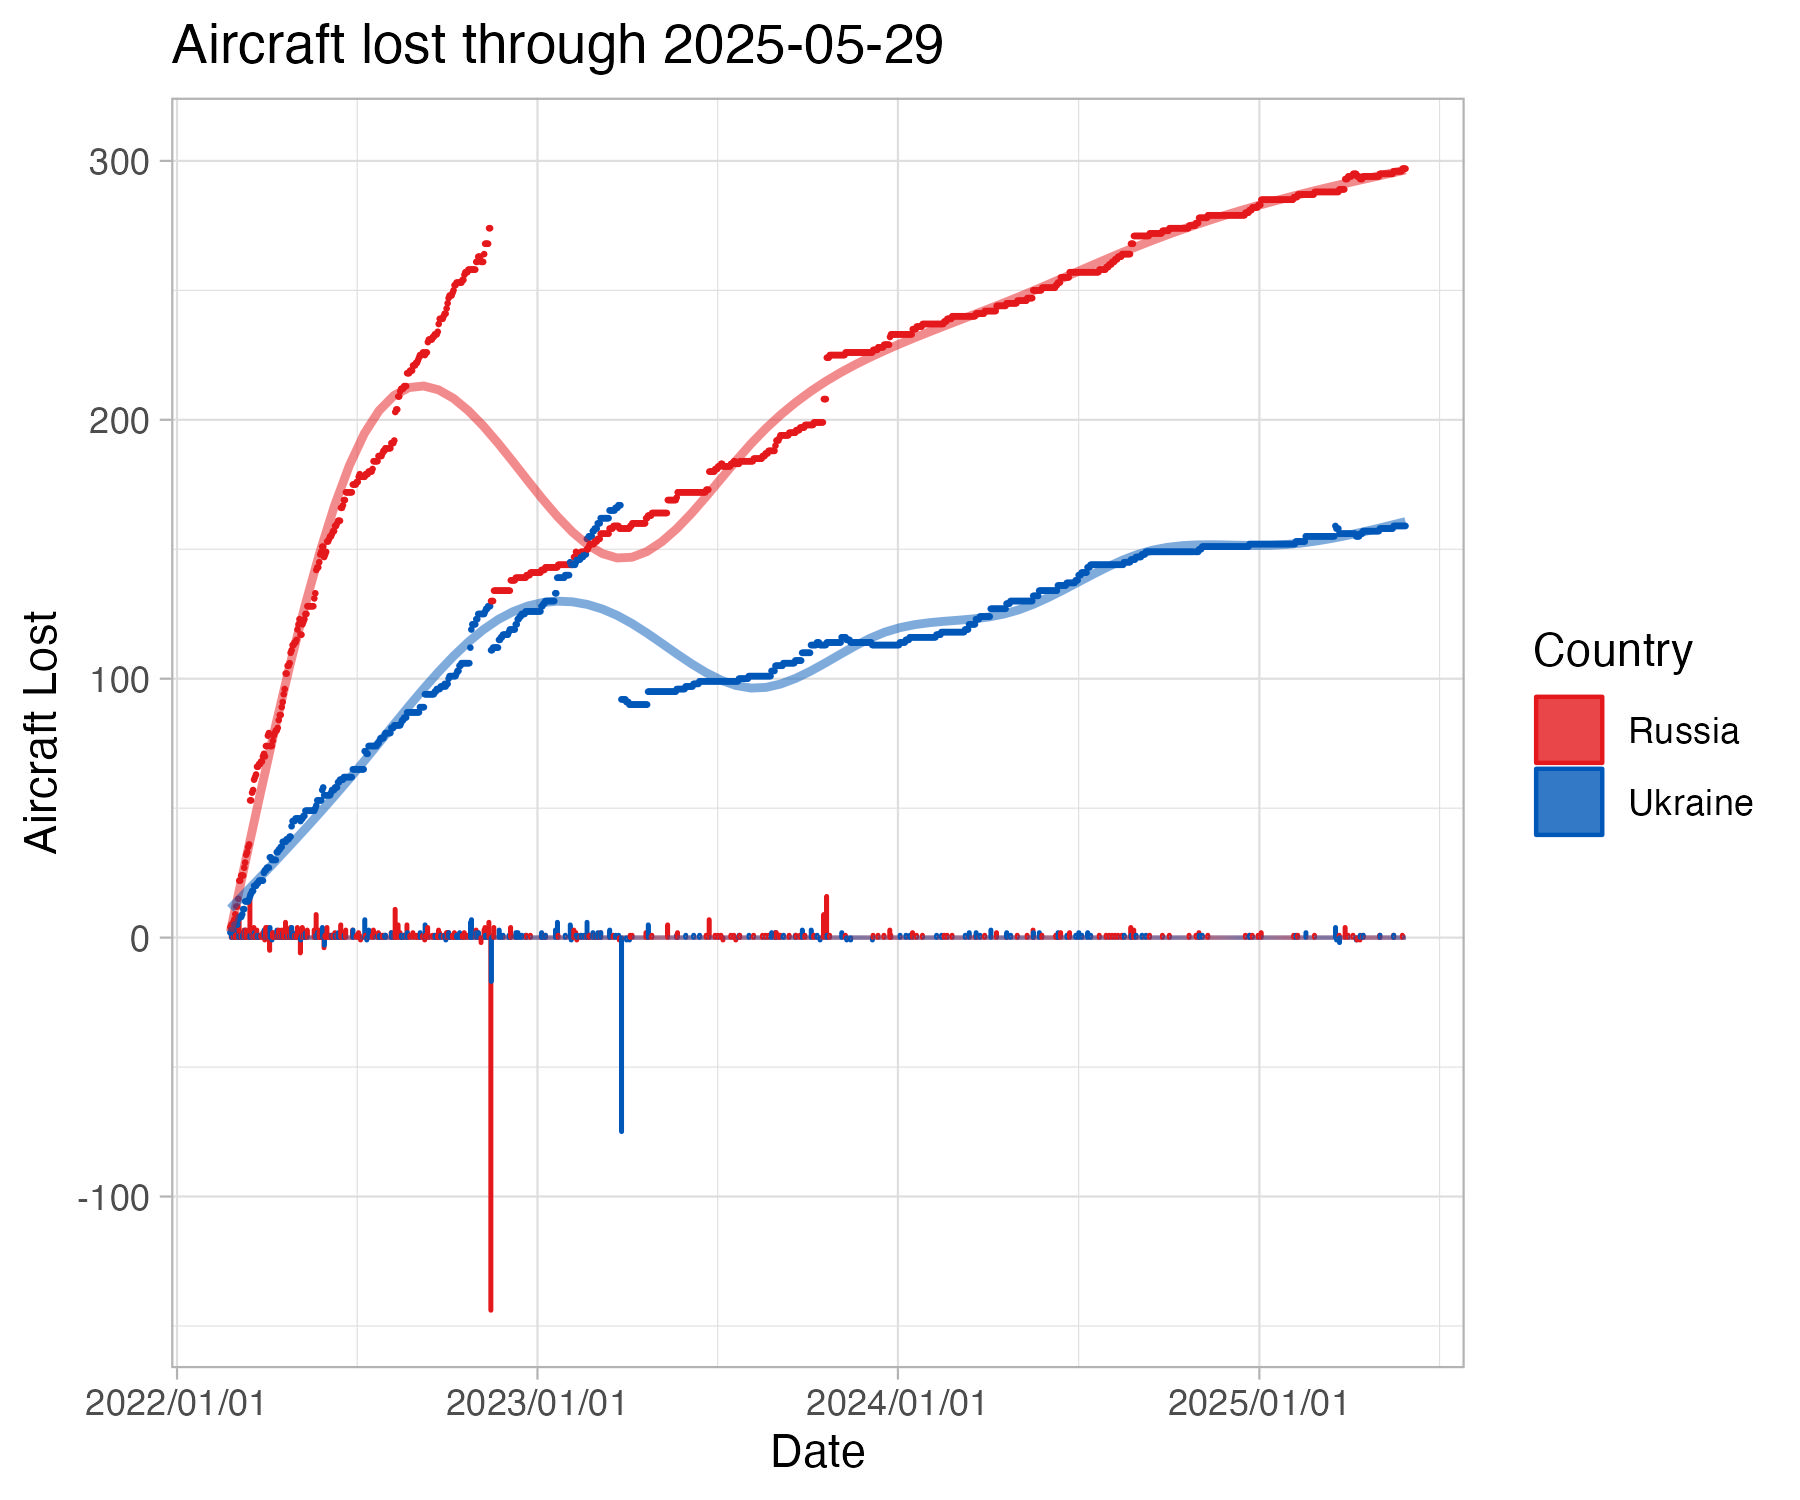 Aircraft lost through 2025-05-29
300
200
100
0
-100
Aircraft Lost
2022/01/01
2023/01/01
2024/01/01
2025/01/01
Date
Country
Russia
Ukraine